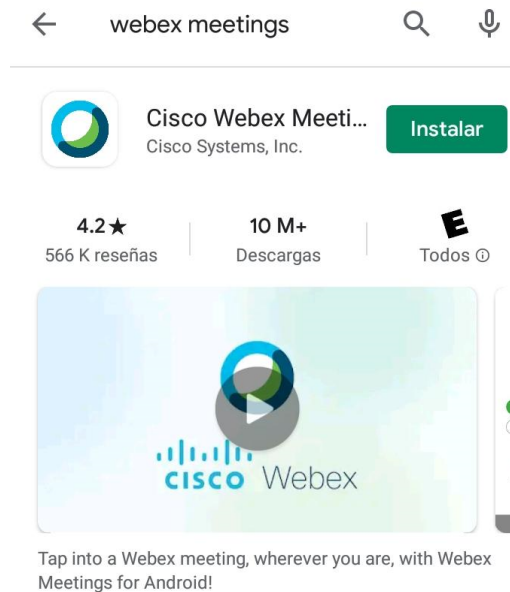 webex meetings
Cisco Webex Meeti...
Cisco Systems, Inc.
Instalar
4.2★
566 K reseñas
10 M+
Descargas
E
Todos
CISCO Webex
Tap into a Webex meeting, wherever you are, with Webex
Meetings for Android!